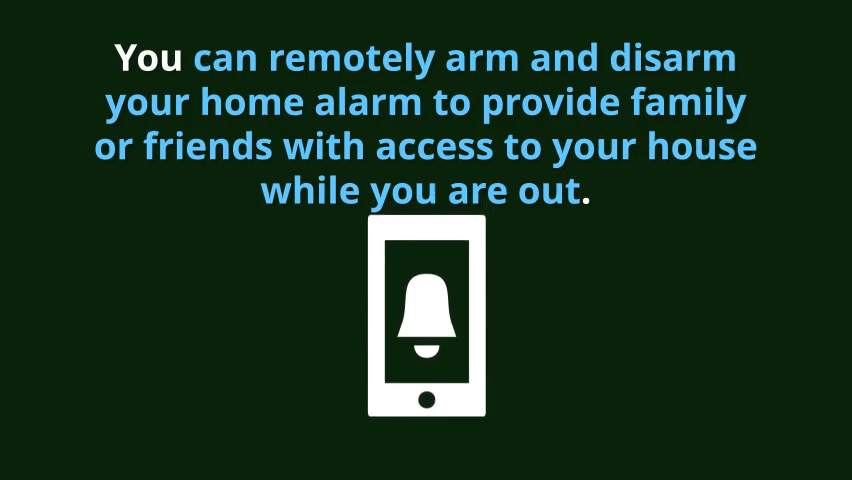 You can remotely arm and disarm
your home alarm to provide family
or friends with access to your house
while you are out.